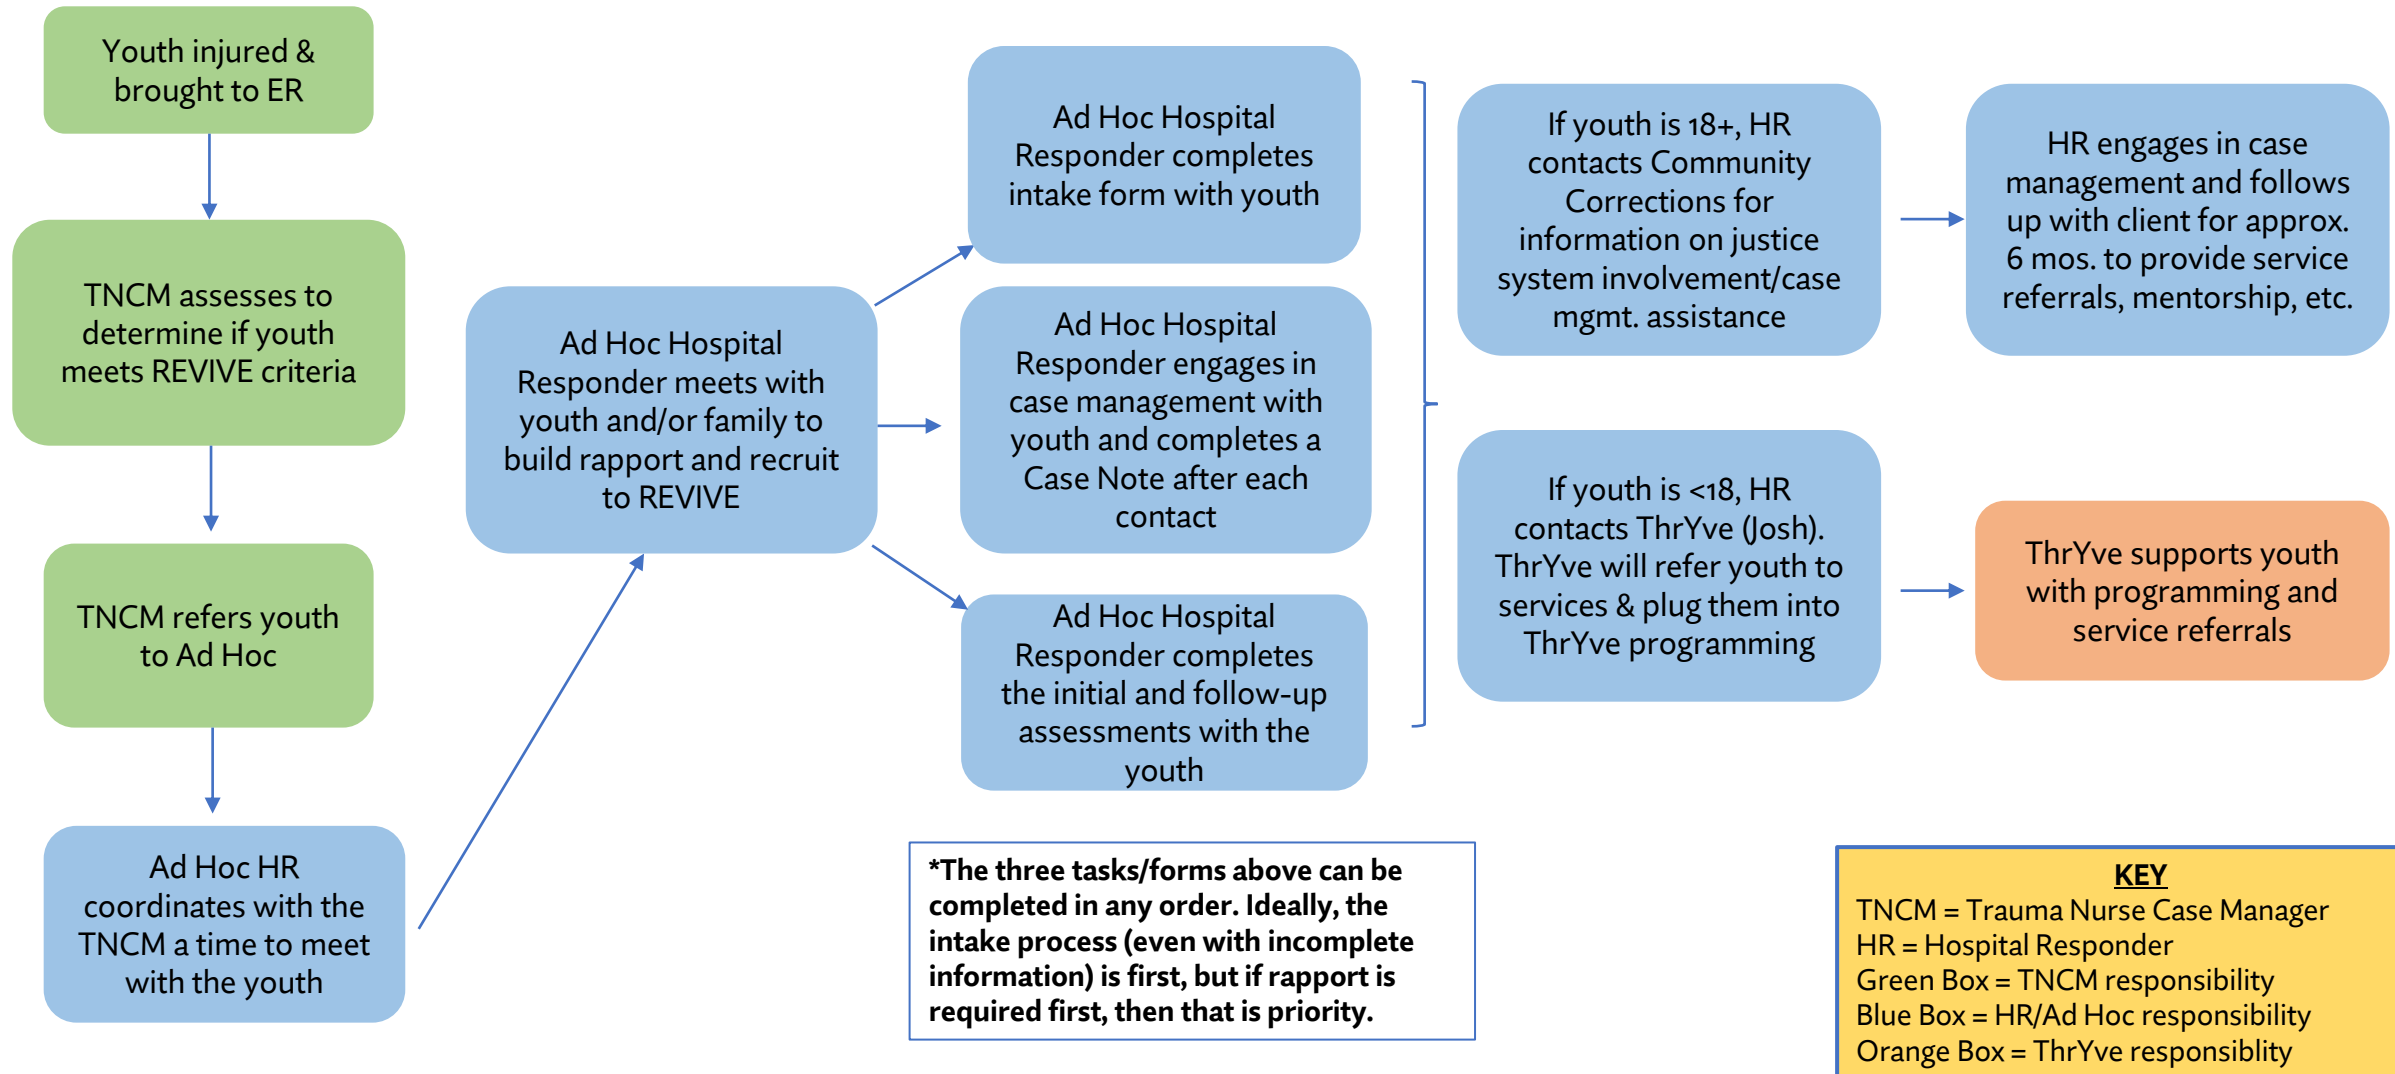 Youth injured &
brought to ER
TNCM assesses to
determine if youth
meets REVIVE criteria
TNCM refers youth
to Ad Hoc
Ad Hoc HR
coordinates with the
TNCM a time to meet
with the youth
Ad Hoc Hospital
Responder meets with
youth and/or family to
build rapport and recruit
to REVIVE
Ad Hoc Hospital
Responder completes
intake form with youth
Ad Hoc Hospital
Responder engages in
case management with
youth and completes a
Case Note after each
contact
Ad Hoc Hospital
Responder completes
the initial and follow-up
assessments with the
youth
*The three tasks/forms above can be
completed in any order. Ideally, the
intake process (even with incomplete
information) is first, but if rapport is
required first, then that is priority.
If youth is 18+, HR
contacts Community
Corrections for
information on justice
system involvement/case
mgmt. assistance
HR engages in case
management and follows
up with client for approx.
6 mos. to provide service
referrals, mentorship, etc.
If youth is <18, HR
contacts ThrYve (Josh).
ThrYve will refer youth to
services & plug them into
ThrYve programming
ThrYve supports youth
with programming and
service referrals
KEY
TNCM = Trauma Nurse Case Manager
HR = Hospital Responder
Green Box = TNCM responsibility
Blue Box = HR/Ad Hoc responsibility
Orange Box = ThrYve responsiblity